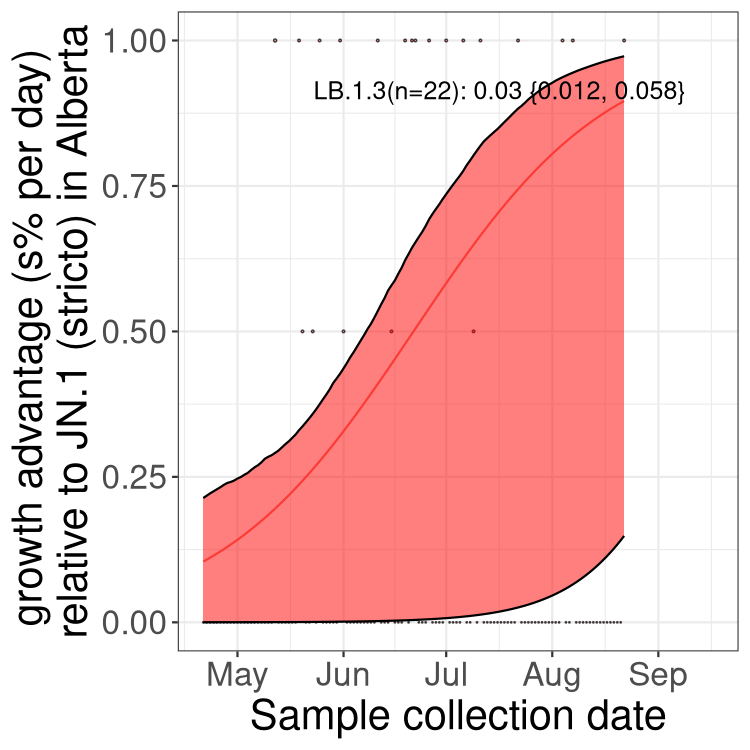 growth advantage (s% per day)
relative to JN.1 (stricto) in Alberta
1.00
0.75
0.50
0.25
0.00
LB.1.3(n=22): 0.03 {0.012, 0.058}
May Jun Jul Aug Sep
Sample collection date